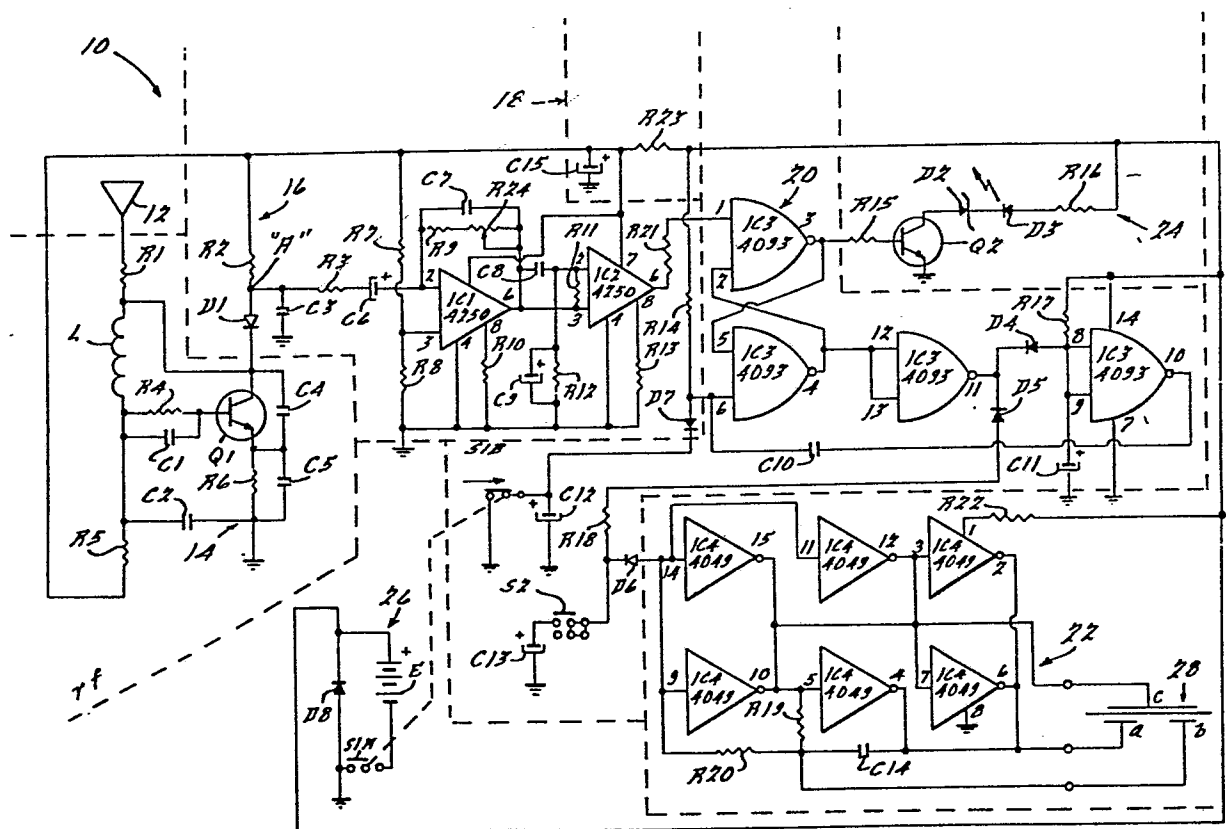 10
18
R23
C15
+
12
16
"A"
R1
R2
R3
C3
C6
+
D1
L
R4
C1
Q1
R6
C4
C5
C2
14
R5
rf
R7
R8
C7
R24
R9
2
3
IC1
4250
6
8
4
R10
C8
R11
2
3
IC2
4250
7
6
8
4
C9
+
R12
R13
R21
R14
D7
1
2
IC3
4093
3
20
R15
D2
Q2
D3
R16
24
5
6
IC3
4093
4
12
13
IC3
4093
11
D4
D5
R17
14
8
9
IC3
4093
10
7
C10
C11
+
S1B
+
C12
R18
D6
S2
+
C13
26
+
E
D8
S1A
14
IC4
4049
15
11
IC4
4049
12
3
IC4
4049
1
2
R22
9
IC4
4049
10
5
IC4
4049
4
7
IC4
4049
6
8
R19
R20
C14
22
28
c
a
b